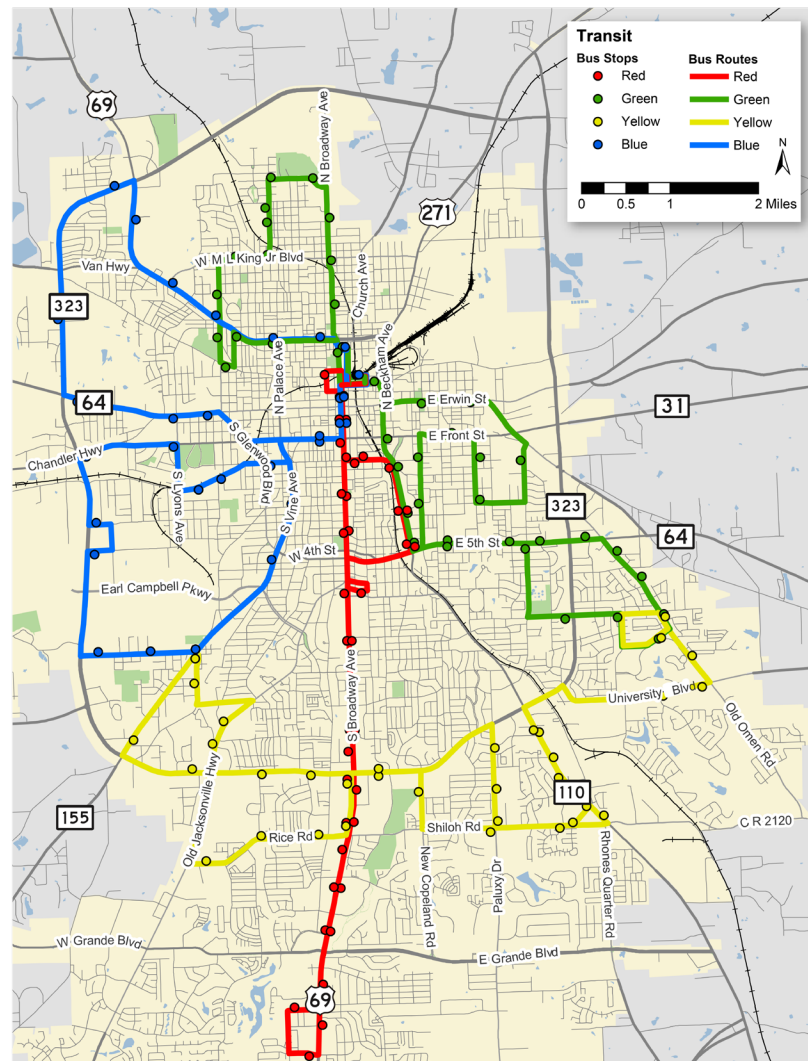 Transit
Bus Stops
Bus Routes
Red
Red
Green
Green
Yellow
Yellow
Blue
Blue
N
0 0.5 1 2 Miles
69
N Broadway Ave
271
W M L King Jr Blvd
Van Hwy
Church Ave
323
N Palace Ave
N Beckham Ave
64
E Erwin St
31
E Front St
S Glenwood Blvd
Chandler Hwy
S Lyons Ave
S Vine Ave
323
64
E 5th St
W 4th St
Earl Campbell Pkwy
S Broadway Ave
University Blvd
Old Omen Rd
Old Jacksonville Hwy
110
155
Rice Rd
Shiloh Rd
C R 2120
New Copeland Rd
Paluxy Dr
Rhones Quarter Rd
W Grande Blvd
E Grande Blvd
69